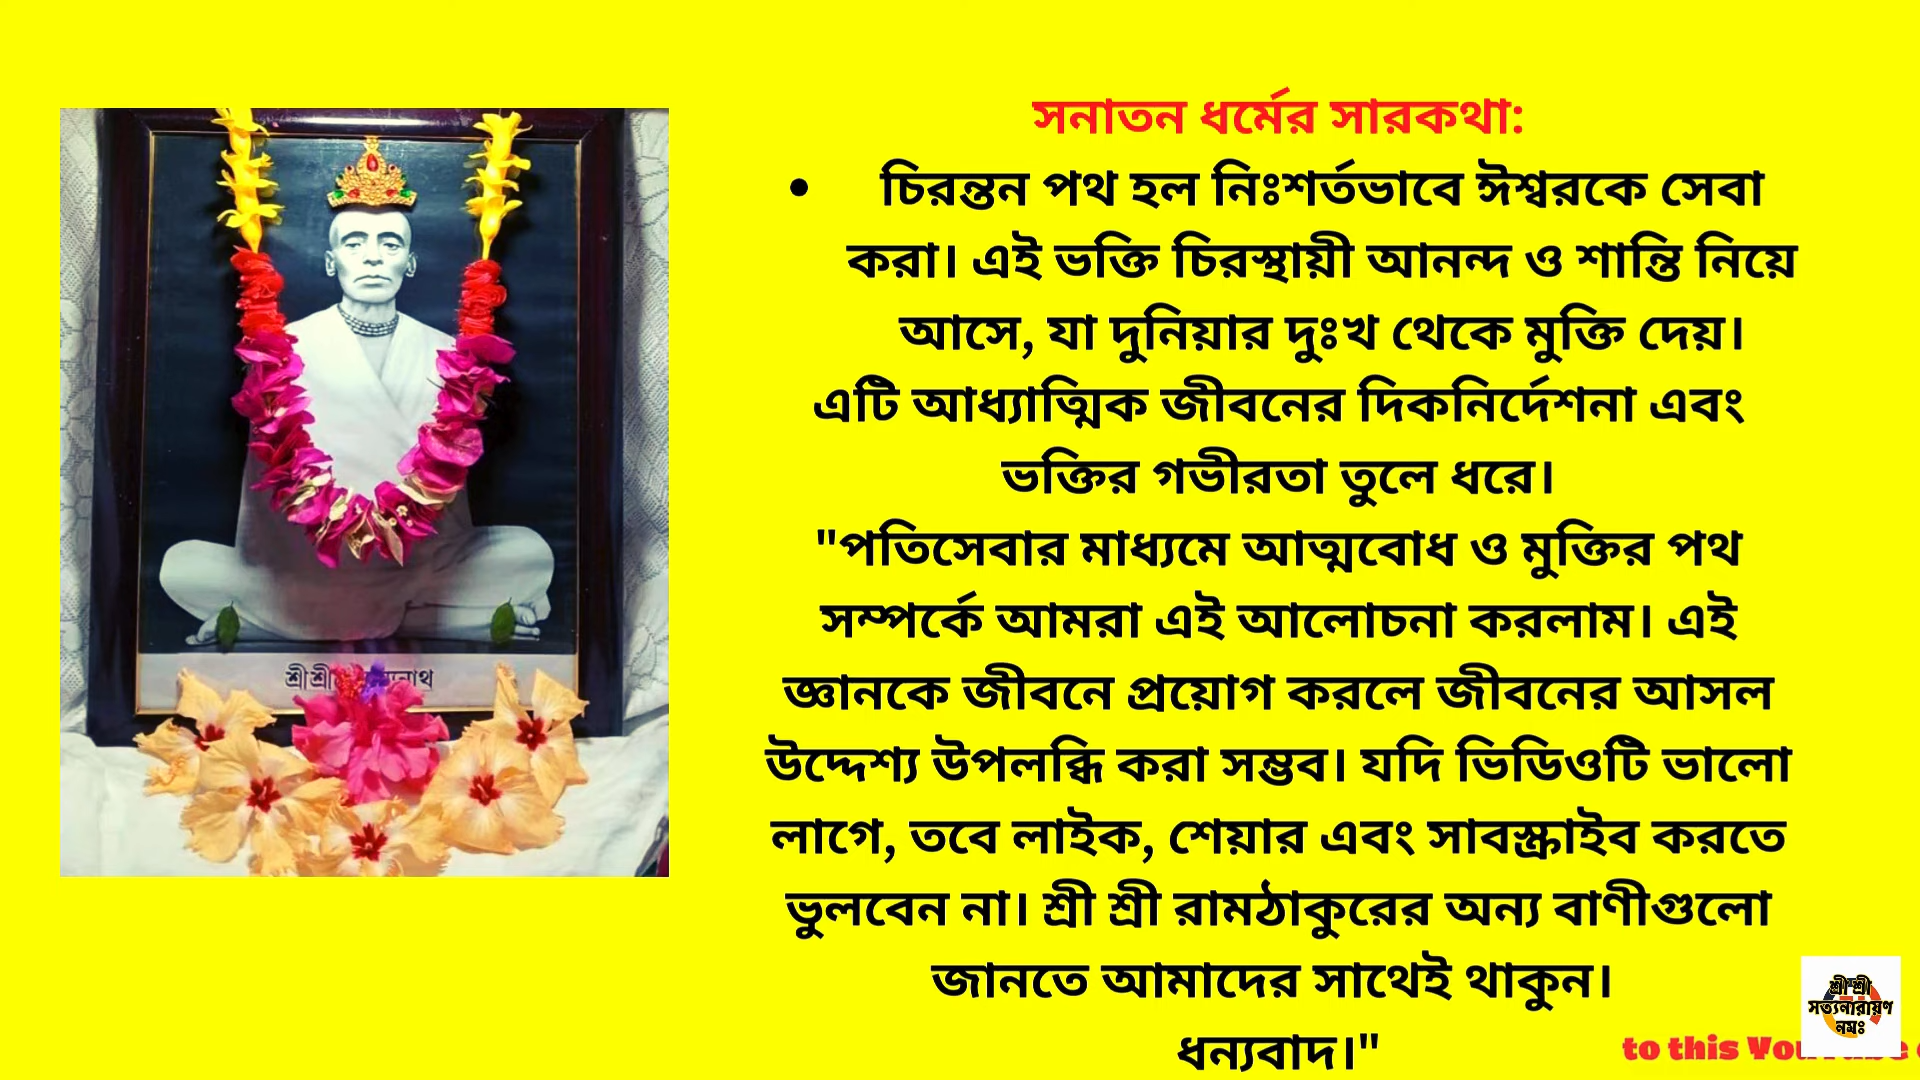 সনাতন ধর্মের সারকথা:
• চিরন্তন পথ হল নিঃশর্তভাবে ঈশ্বরকে সেবা
করা। এই ভক্তি চিরস্থায়ী আনন্দ ও শান্তি নিয়ে
আসে, যা দুনিয়ার দুঃখ থেকে মুক্তি দেয়।
এটি আধ্যাত্মিক জীবনের দিকনির্দেশনা এবং
ভক্তির গভীরতা তুলে ধরে।
"পতিসেবার মাধ্যমে আত্মবোধ ও মুক্তির পথ
সম্পর্কে আমরা এই আলোচনা করলাম। এই
জ্ঞানকে জীবনে প্রয়োগ করলে জীবনের আসল
উদ্দেশ্য উপলব্ধি করা সম্ভব। যদি ভিডিওটি ভালো
লাগে, তবে লাইক, শেয়ার এবং সাবস্ক্রাইব করতে
ভুলবেন না। শ্রী শ্রী রামঠাকুরের অন্য বাণীগুলো
জানতে আমাদের সাথেই থাকুন।
ধন্যবাদ।"
শ্রীশ্রী
শ্রী শ্রী
সত্যনারায়ণ
নমঃ
to this